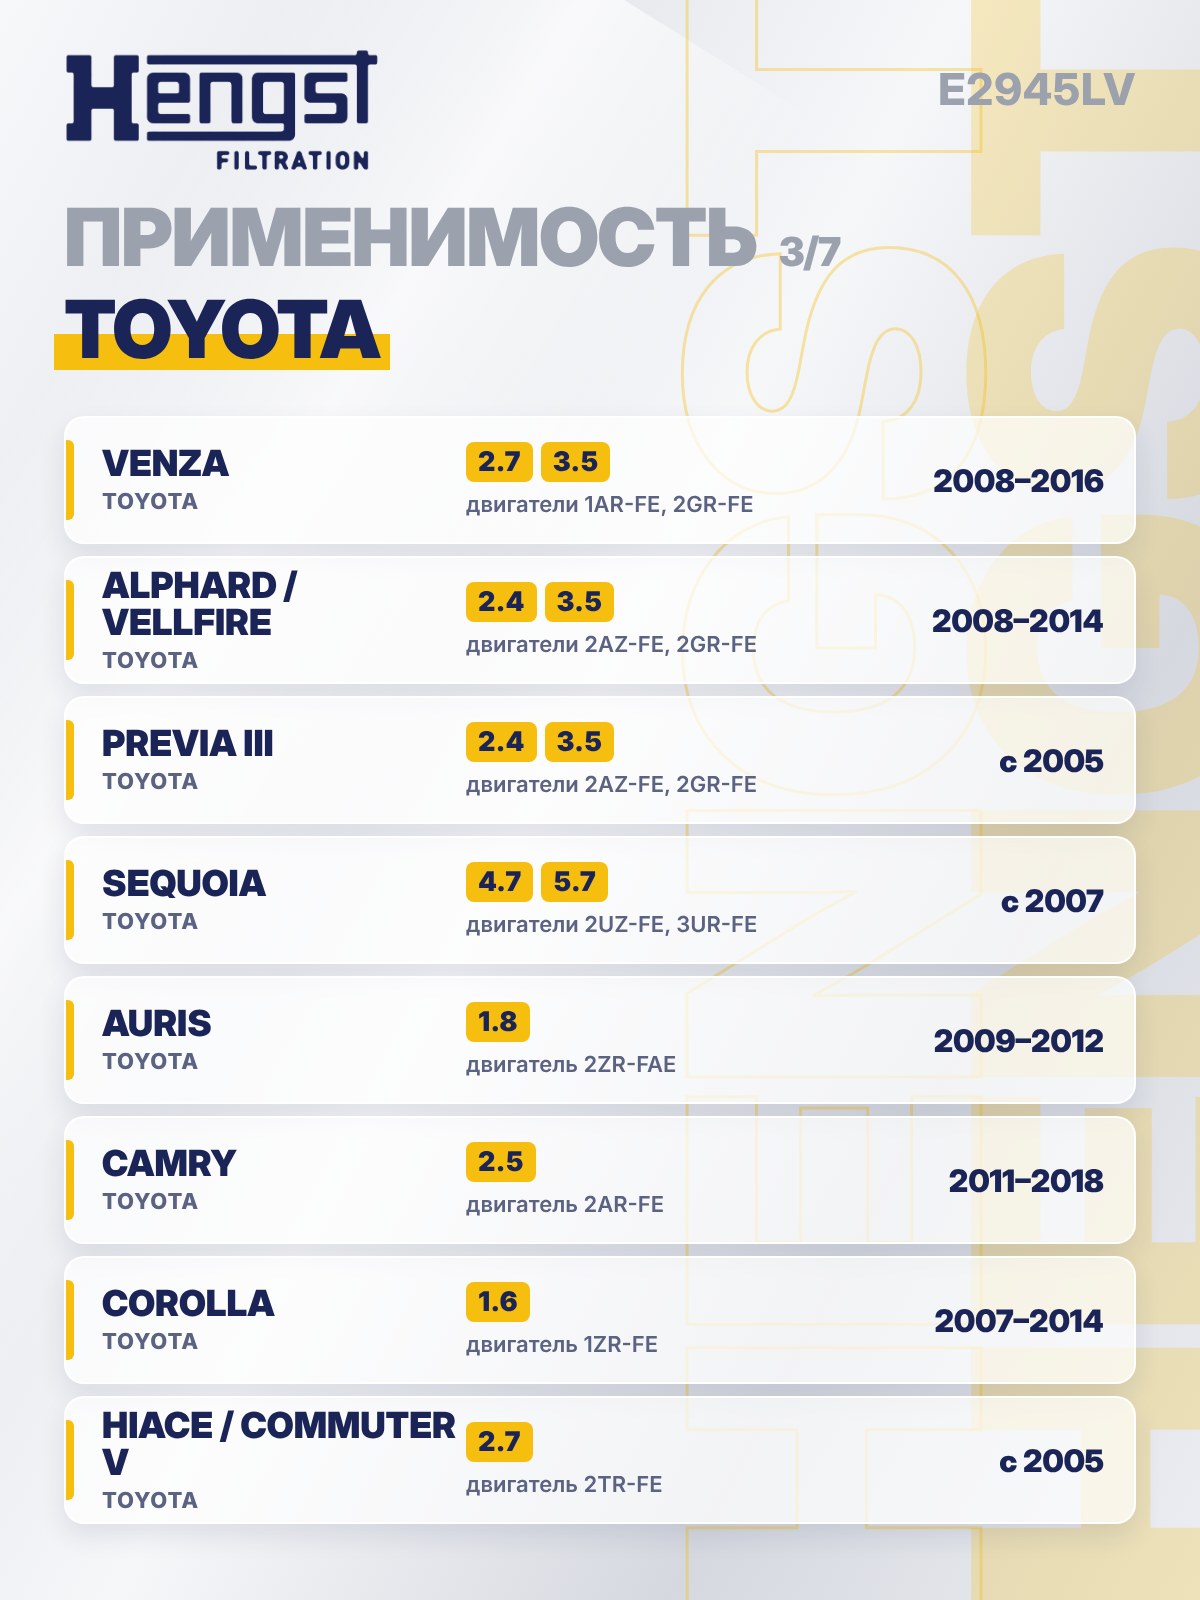 Hengst
FILTRATION
E2945LV
ПРИМЕНИМОСТЬ 3/7
TOYOTA
VENZA
TOYOTA
2.7 3.5
двигатели 1AR-FE, 2GR-FE
2008–2016
ALPHARD /
VELLFIRE
TOYOTA
2.4 3.5
двигатели 2AZ-FE, 2GR-FE
2008–2014
PREVIA III
TOYOTA
2.4 3.5
двигатели 2AZ-FE, 2GR-FE
с 2005
SEQUOIA
TOYOTA
4.7 5.7
двигатели 2UZ-FE, 3UR-FE
с 2007
AURIS
TOYOTA
1.8
двигатель 2ZR-FAE
2009–2012
CAMRY
TOYOTA
2.5
двигатель 2AR-FE
2011–2018
COROLLA
TOYOTA
1.6
двигатель 1ZR-FE
2007–2014
HIACE / COMMUTER
V
TOYOTA
2.7
двигатель 2TR-FE
с 2005
HENGST
HENGST